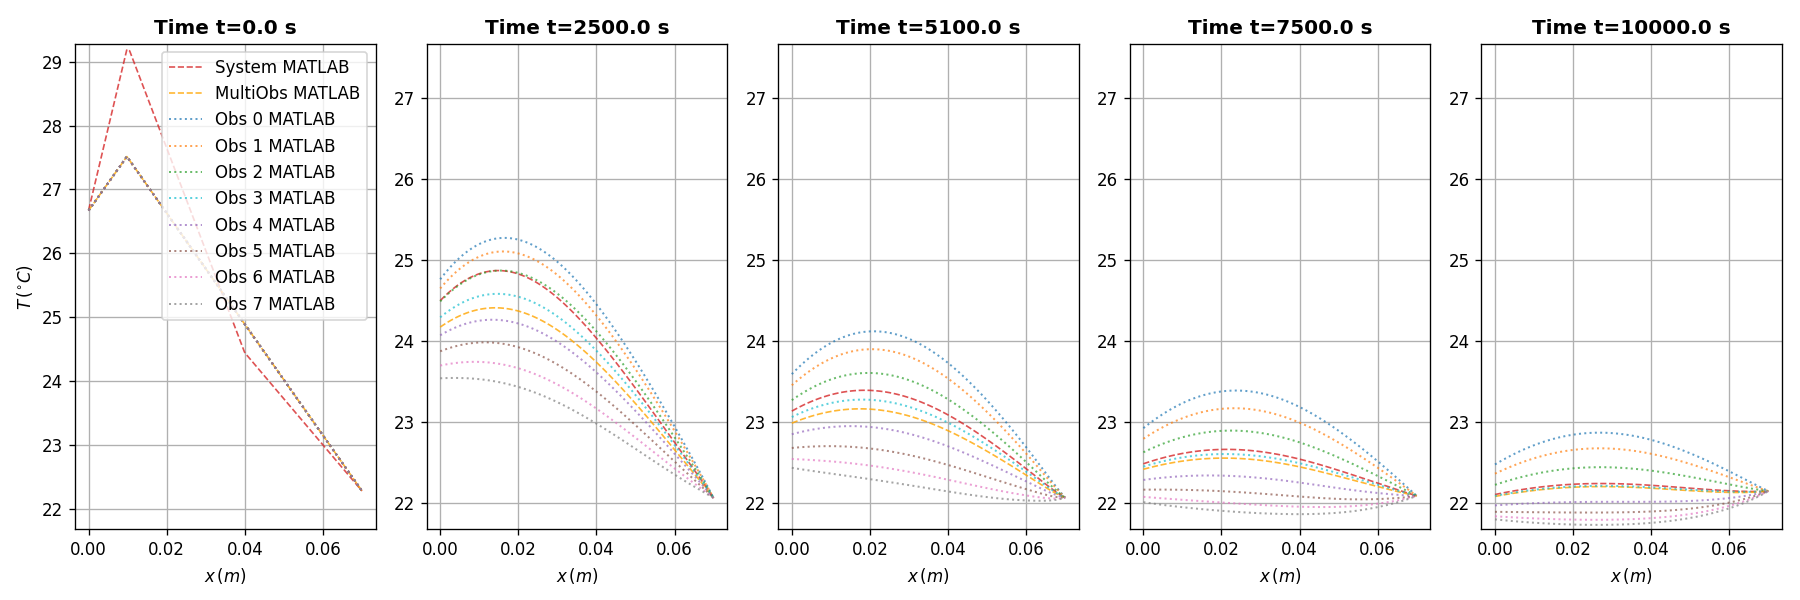 Time t=0.0 s
Time t=2500.0 s
Time t=5100.0 s
Time t=7500.0 s
Time t=10000.0 s
System MATLAB
MultiObs MATLAB
Obs 0 MATLAB
Obs 1 MATLAB
Obs 2 MATLAB
Obs 3 MATLAB
Obs 4 MATLAB
Obs 5 MATLAB
Obs 6 MATLAB
Obs 7 MATLAB
T (°C)
29
28
27
26
25
24
23
22
0.00 0.02 0.04 0.06
x (m)
27
26
25
24
23
22
0.00 0.02 0.04 0.06
x (m)
27
26
25
24
23
22
0.00 0.02 0.04 0.06
x (m)
27
26
25
24
23
22
0.00 0.02 0.04 0.06
x (m)
27
26
25
24
23
22
0.00 0.02 0.04 0.06
x (m)